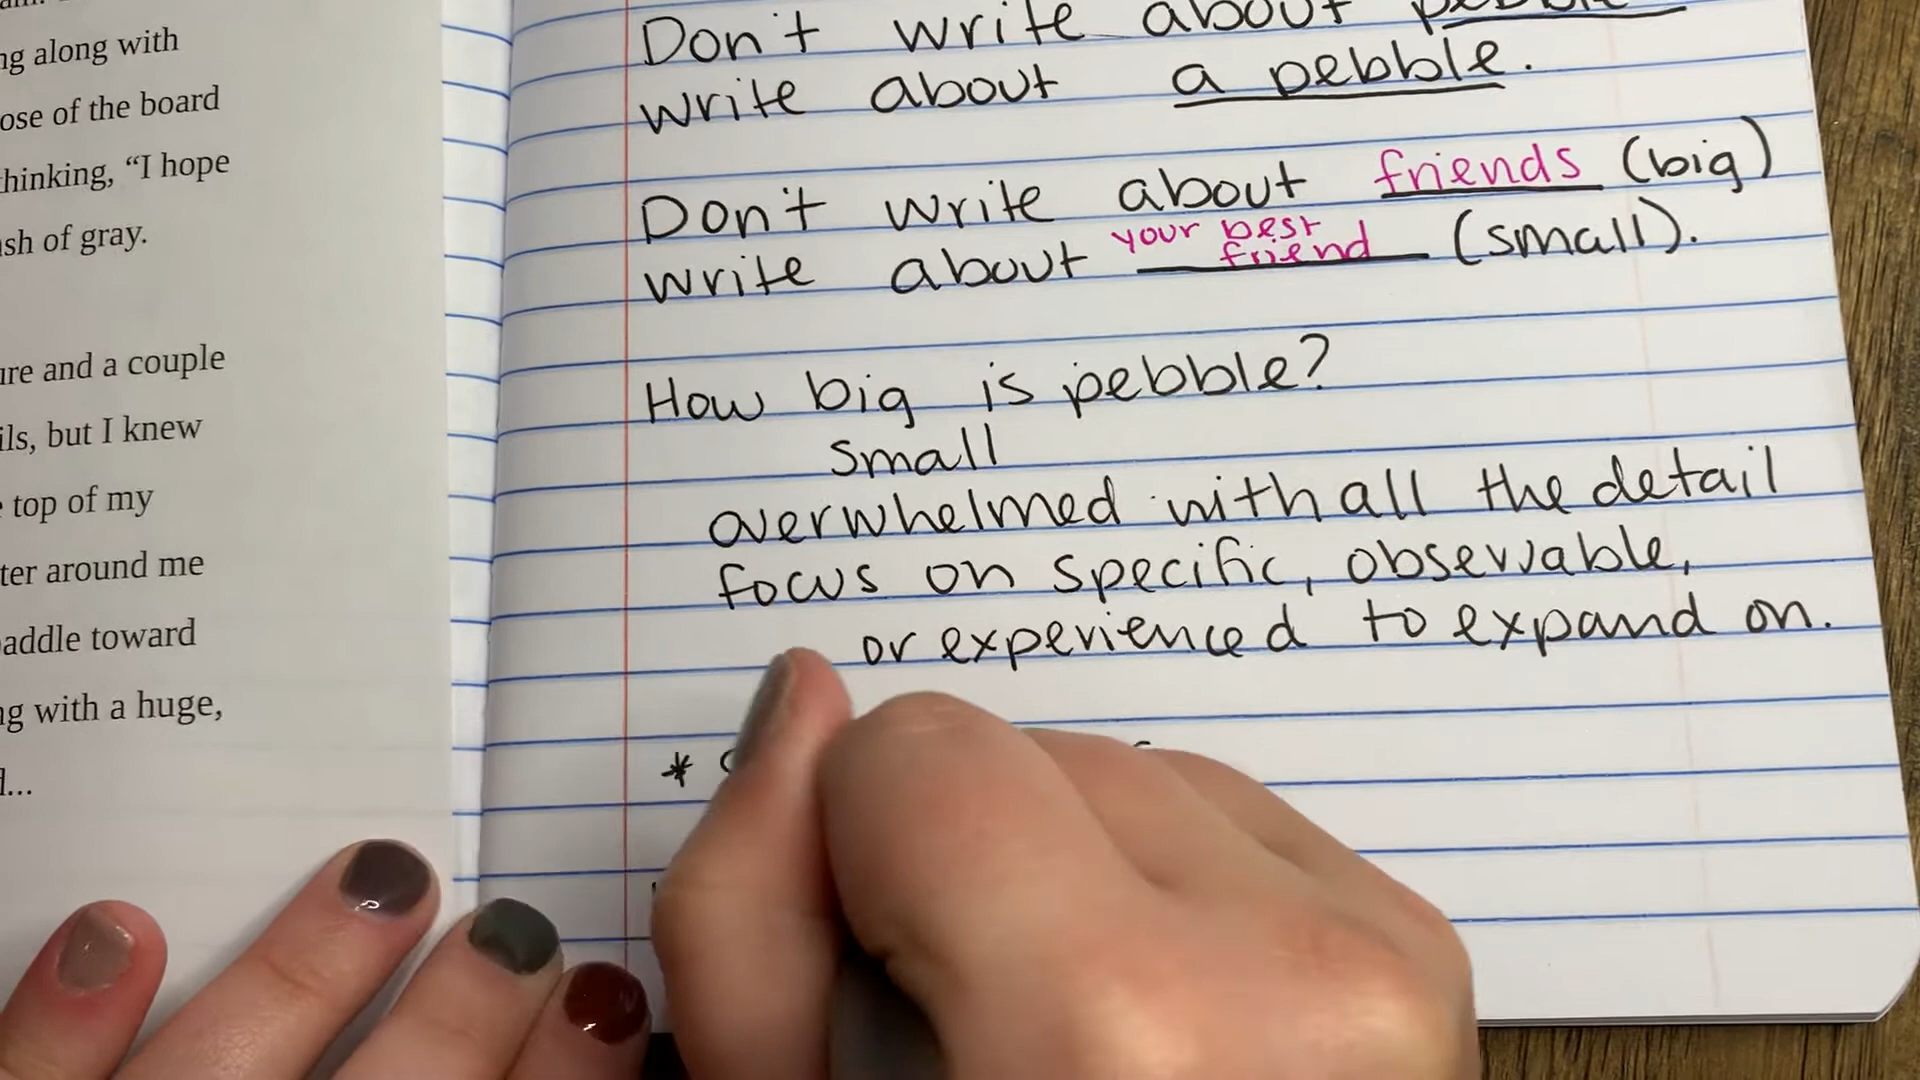 ng along with
ose of the board
thinking, “I hope
ash of gray.
ure and a couple
ils, but I knew
top of my
ter around me
paddle toward
ng with a huge,
Don't write about
write about a pebble.
Don't write about friends (big)
write about your best friend (small).
How big is pebble?
small
overwhelmed with all the detail
focus on specific, observable,
or experienced to expand on.
*